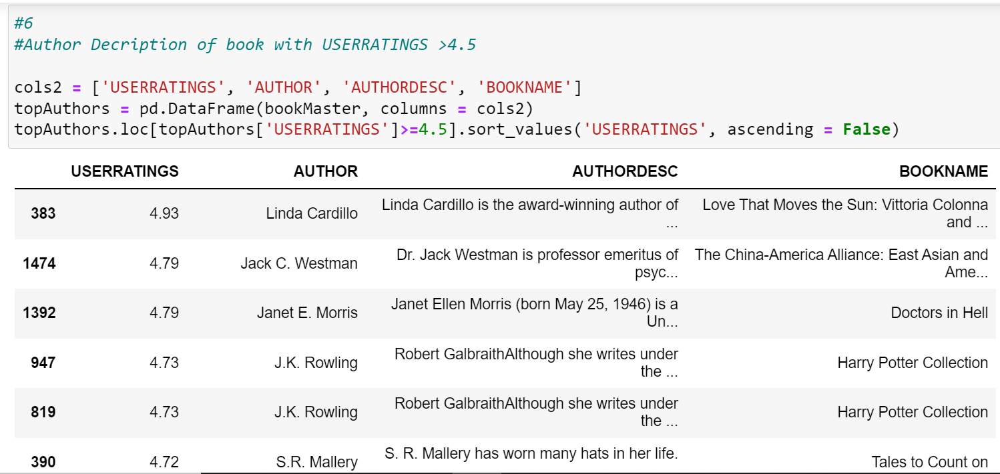 #6
#Author Decription of book with USERRATINGS >4.5
cols2 = ['USERRATINGS', 'AUTHOR', 'AUTHORDESC', 'BOOKNAME']
topAuthors = pd.DataFrame(bookMaster, columns = cols2)
topAuthors.loc[topAuthors['USERRATINGS']>=4.5].sort_values('USERRATINGS', ascending = False)
USERRATINGS AUTHOR AUTHORDESC BOOKNAME
383 4.93 Linda Cardillo Linda Cardillo is the award-winning author of ... Love That Moves the Sun: Vittoria Colonna and ...
1474 4.79 Jack C. Westman Dr. Jack Westman is professor emeritus of psyc... The China-America Alliance: East Asian and Ame...
1392 4.79 Janet E. Morris Janet Ellen Morris (born May 25, 1946) is a Un... Doctors in Hell
947 4.73 J.K. Rowling Robert GalbraithAlthough she writes under the ... Harry Potter Collection
819 4.73 J.K. Rowling Robert GalbraithAlthough she writes under the ... Harry Potter Collection
390 4.72 S.R. Mallery S. R. Mallery has worn many hats in her life. Tales to Count on